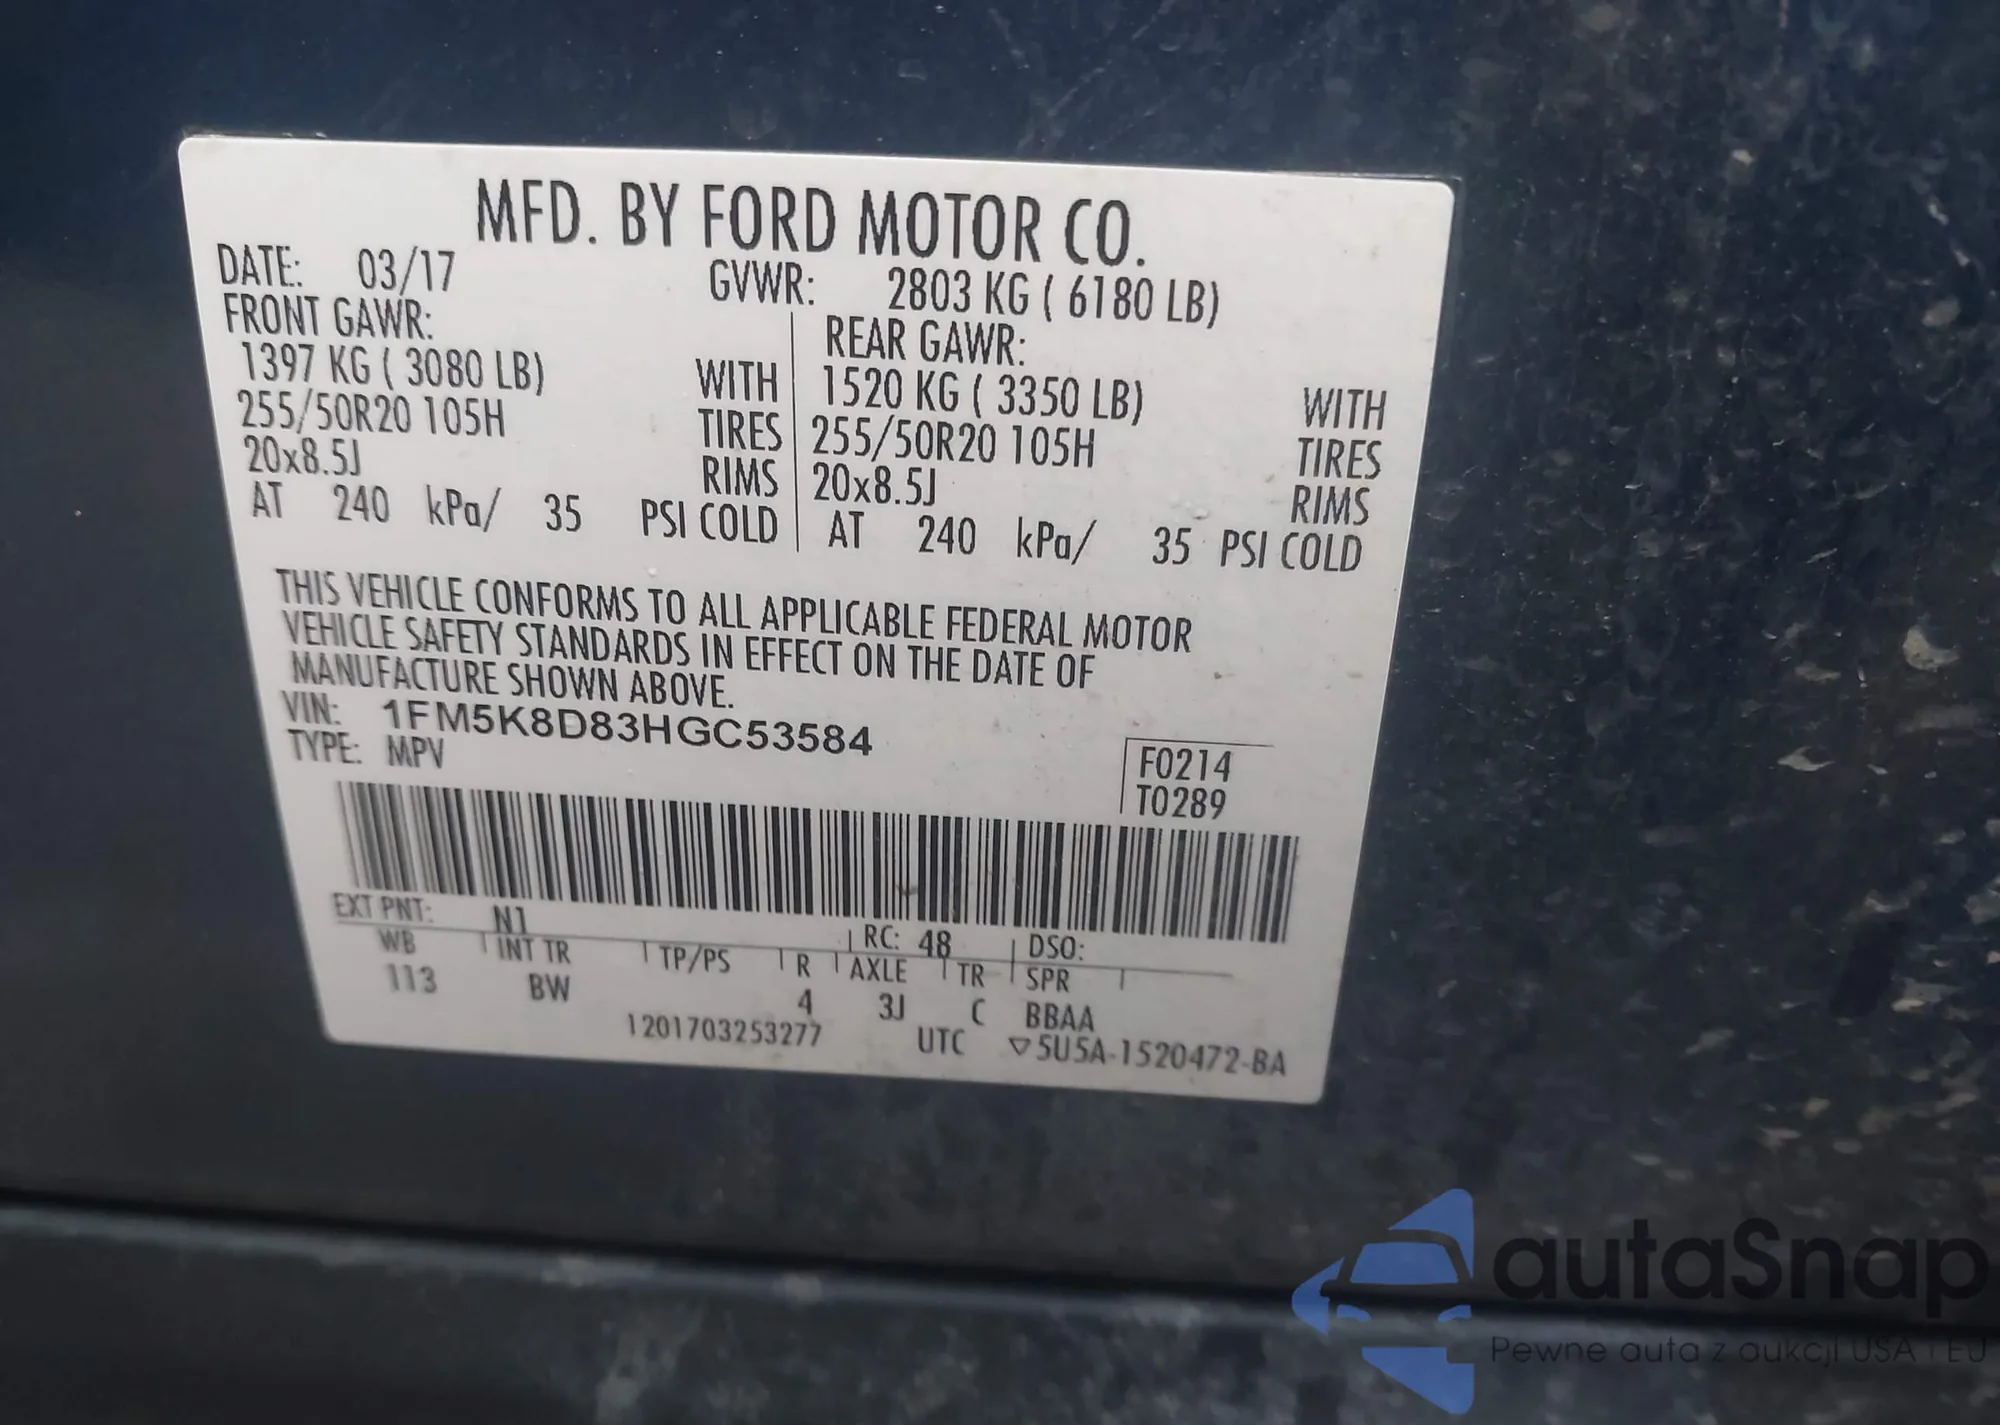 MFD. BY FORD MOTOR CO.
DATE: 03/17 GVWR: 2803 KG ( 6180 LB)
FRONT GAWR: REAR GAWR:
1397 KG ( 3080 LB) WITH 1520 KG ( 3350 LB) WITH
255/50R20 105H TIRES 255/50R20 105H TIRES
20x8.5J RIMS 20x8.5J RIMS
AT 240 kPa/ 35 PSI COLD AT 240 kPa/ 35 PSI COLD
THIS VEHICLE CONFORMS TO ALL APPLICABLE FEDERAL MOTOR
VEHICLE SAFETY STANDARDS IN EFFECT ON THE DATE OF
MANUFACTURE SHOWN ABOVE.
VIN: 1FM5K8D83HGC53584
TYPE: MPV
F0214
T0289
EXT PNT: N1 RC: 48 DSO:
WB INT TR TP/PS R AXLE TR SPR
113 BW 4 3J C BBAA
1201703253277 UTC ▽5U5A-1520472-BA
autaSnap
Pewne auta z aukcji USA i EU